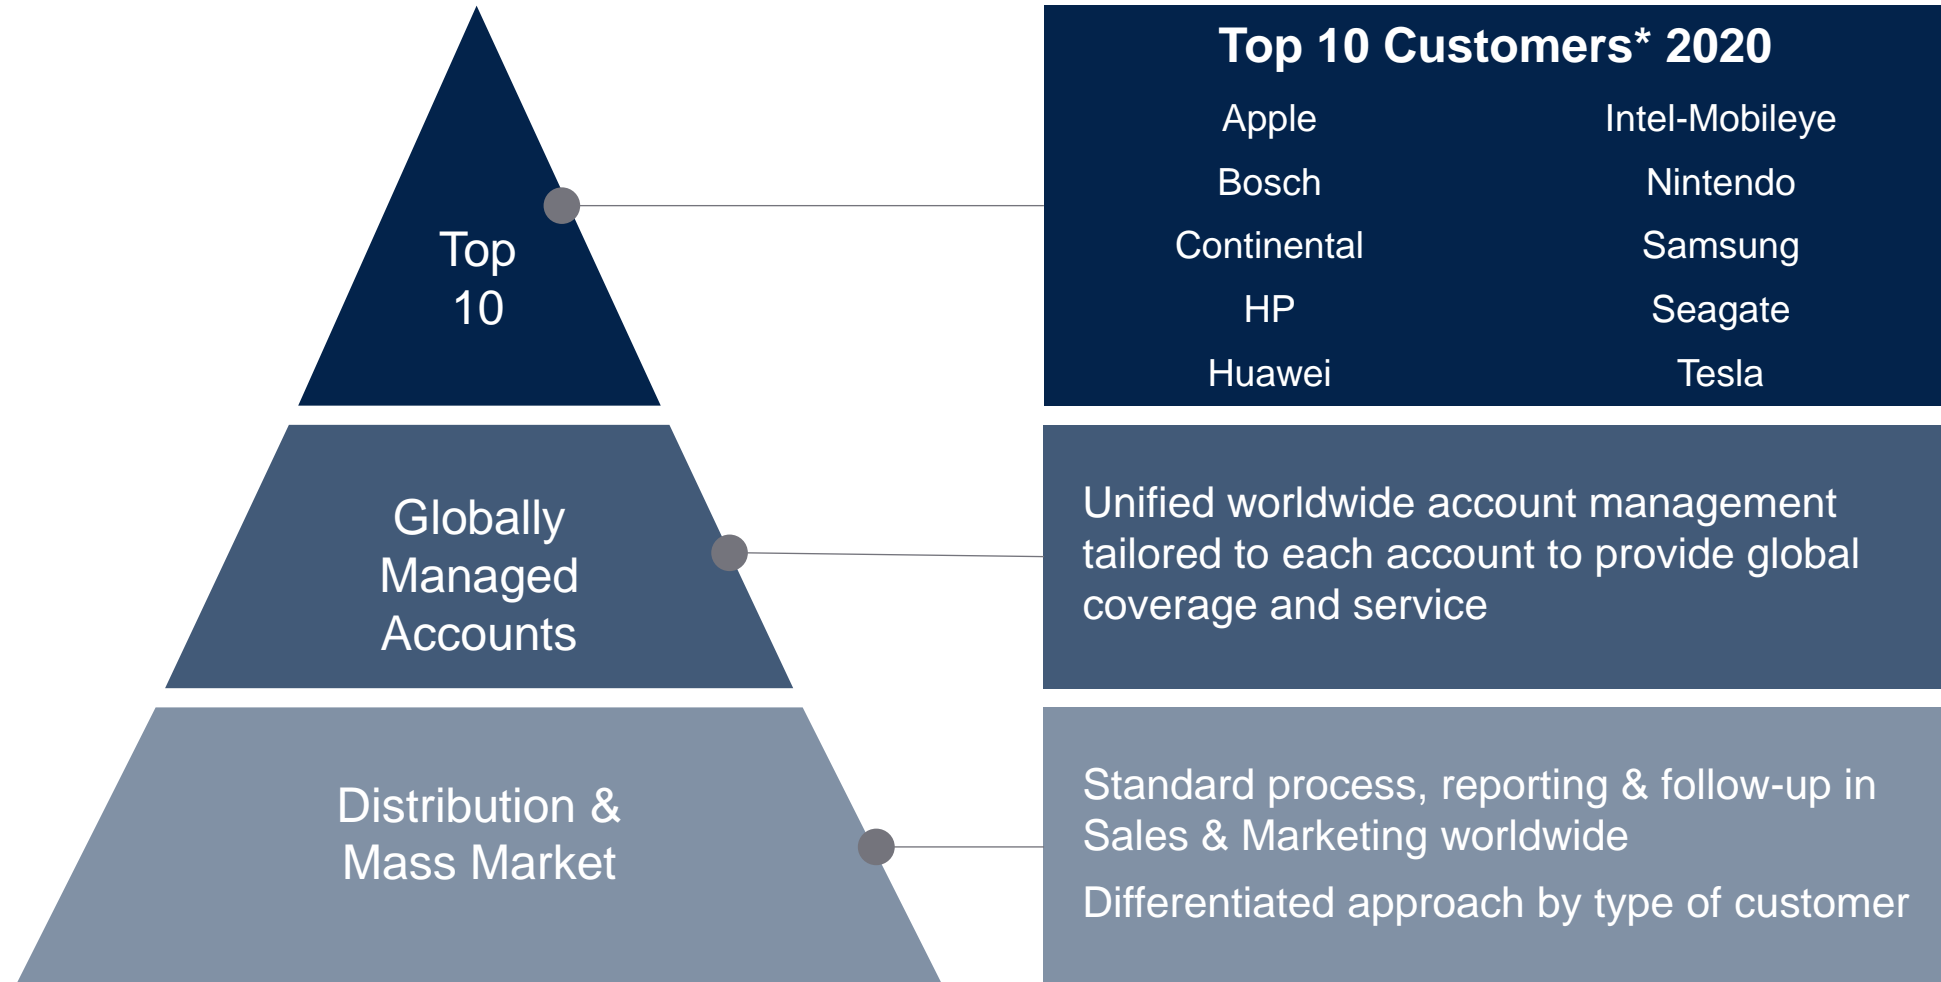 Top
10
Globally
Managed
Accounts
Distribution &
Mass Market
Top 10 Customers* 2020
Apple
Bosch
Continental
HP
Huawei
Intel-Mobileye
Nintendo
Samsung
Seagate
Tesla
Unified worldwide account management
tailored to each account to provide global
coverage and service
Standard process, reporting & follow-up in
Sales & Marketing worldwide
Differentiated approach by type of customer